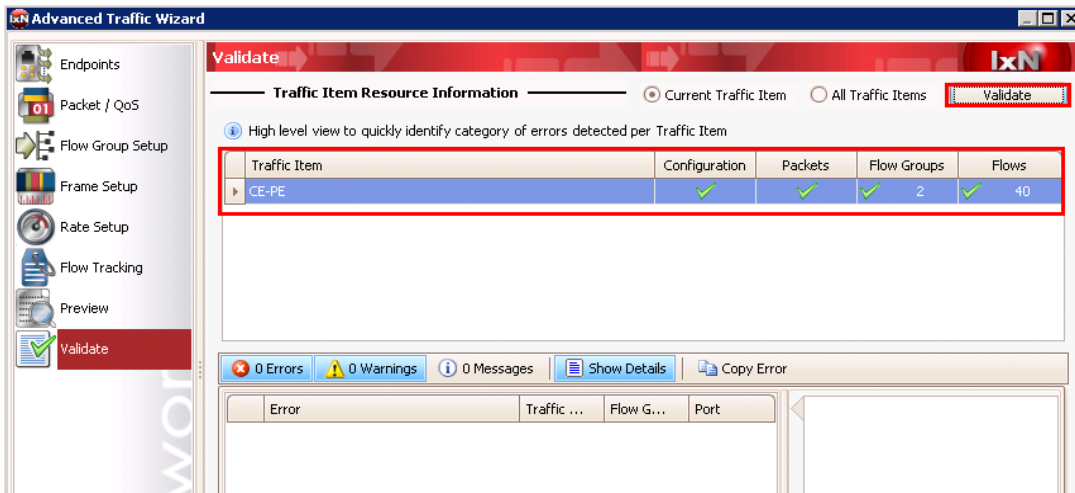 IxN Advanced Traffic Wizard
Endpoints
Packet / QoS
Flow Group Setup
Frame Setup
Rate Setup
Flow Tracking
Preview
Validate
Validate
IxN
Traffic Item Resource Information Current Traffic Item All Traffic Items Validate
High level view to quickly identify category of errors detected per Traffic Item
Traffic Item Configuration Packets Flow Groups Flows
CE-PE 2 40
0 Errors 0 Warnings 0 Messages Show Details Copy Error
Error Traffic ... Flow G... Port
wor